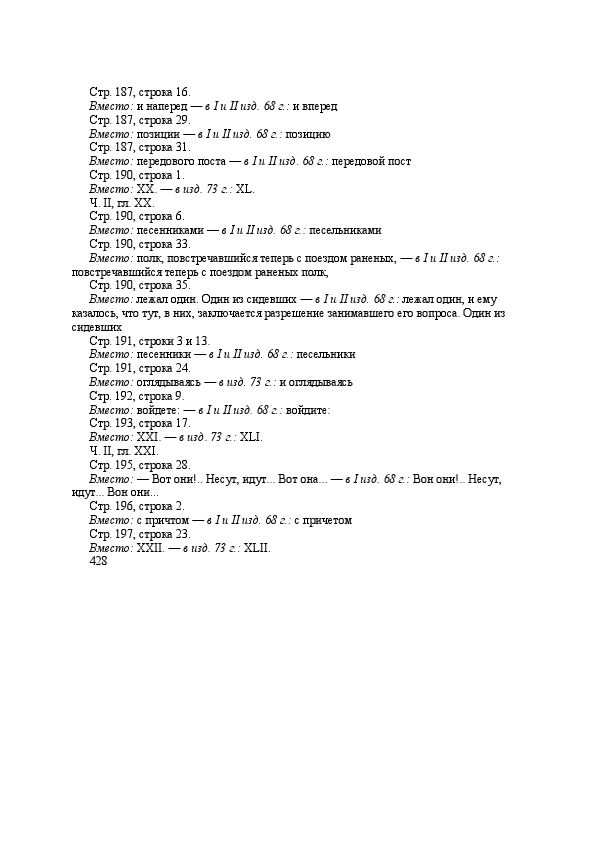 Стр. 187, строка 16.
Вместо: и наперед — в I и II изд. 68 г.: и вперед
Стр. 187, строка 29.
Вместо: позиции — в I и II изд. 68 г.: позицию
Стр. 187, строка 31.
Вместо: передового поста — в I и II изд. 68 г.: передовой пост
Стр. 190, строка 1.
Вместо: XX. — в изд. 73 г.: XL.
Ч. II, гл. XX.
Стр. 190, строка 6.
Вместо: песенниками — в I и II изд. 68 г.: песельниками
Стр. 190, строка 33.
Вместо: полк, повстречавшийся теперь с поездом раненых, — в I и II изд. 68 г.:
повстречавшийся теперь с поездом раненых полк,
Стр. 190, строка 35.
Вместо: лежал один. Один из сидевших — в I и II изд. 68 г.: лежал один, и ему
казалось, что тут, в них, заключается разрешение занимавшего его вопроса. Один из
сидевших
Стр. 191, строки 3 и 13.
Вместо: песенники — в I и II изд. 68 г.: песельники
Стр. 191, строка 24.
Вместо: оглядываясь — в изд. 73 г.: и оглядываясь
Стр. 192, строка 9.
Вместо: войдете: — в I и II изд. 68 г.: войдите:
Стр. 193, строка 17.
Вместо: XXI. — в изд. 73 г.: XLI.
Ч. II, гл. XXI.
Стр. 195, строка 28.
Вместо: — Вот они!.. Несут, идут... Вот она... — в I изд. 68 г.: Вон они!.. Несут,
идут... Вон они...
Стр. 196, строка 2.
Вместо: с причтом — в I и II изд. 68 г.: с причетом
Стр. 197, строка 23.
Вместо: XXII. — в изд. 73 г.: XLII.
428